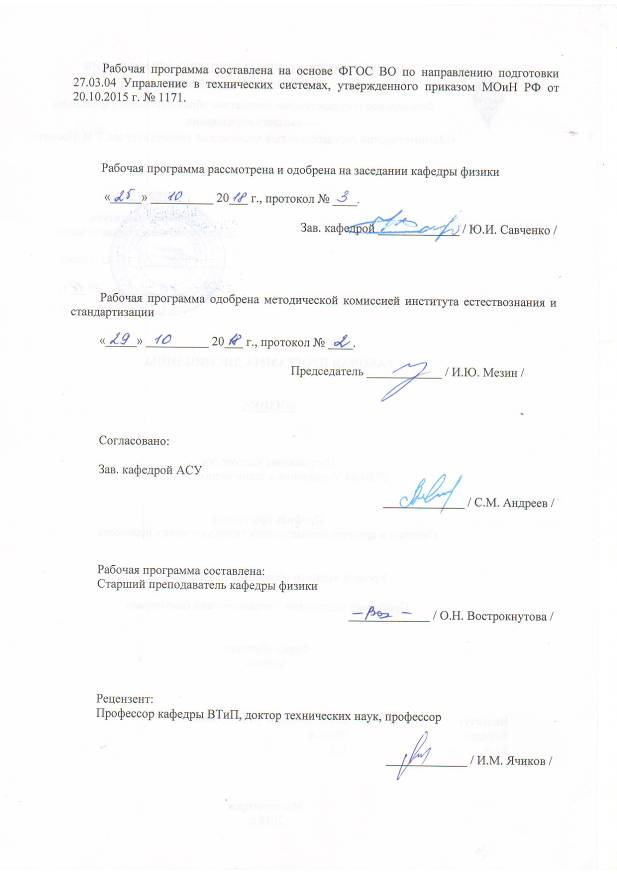 Рабочая программа составлена на основе ФГОС ВО по направлению подготовки
27.03.04 Управление в технических системах, утвержденного приказом МОиН РФ от
20.10.2015 г. № 1171.
Рабочая программа рассмотрена и одобрена на заседании кафедры физики
«25» 10 2018 г., протокол № 3.
Зав. кафедрой / Ю.И. Савченко /
Рабочая программа одобрена методической комиссией института естествознания и
стандартизации
«29» 10 2018 г., протокол № 2.
Председатель / И.Ю. Мезин /
Согласовано:
Зав. кафедрой АСУ
/ С.М. Андреев /
Рабочая программа составлена:
Старший преподаватель кафедры физики
/ О.Н. Вострокнутова /
Рецензент:
Профессор кафедры ВТиП, доктор технических наук, профессор
/ И.М. Ячиков /